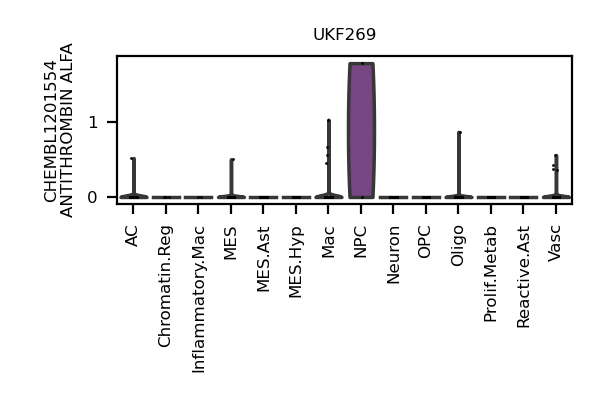 UKF269
CHEMBL1201554
ANTITHROMBIN ALFA
1
0
AC
Chromatin.Reg
Inflammatory.Mac
MES
MES.Ast
MES.Hyp
Mac
NPC
Neuron
OPC
Oligo
Prolif.Metab
Reactive.Ast
Vasc